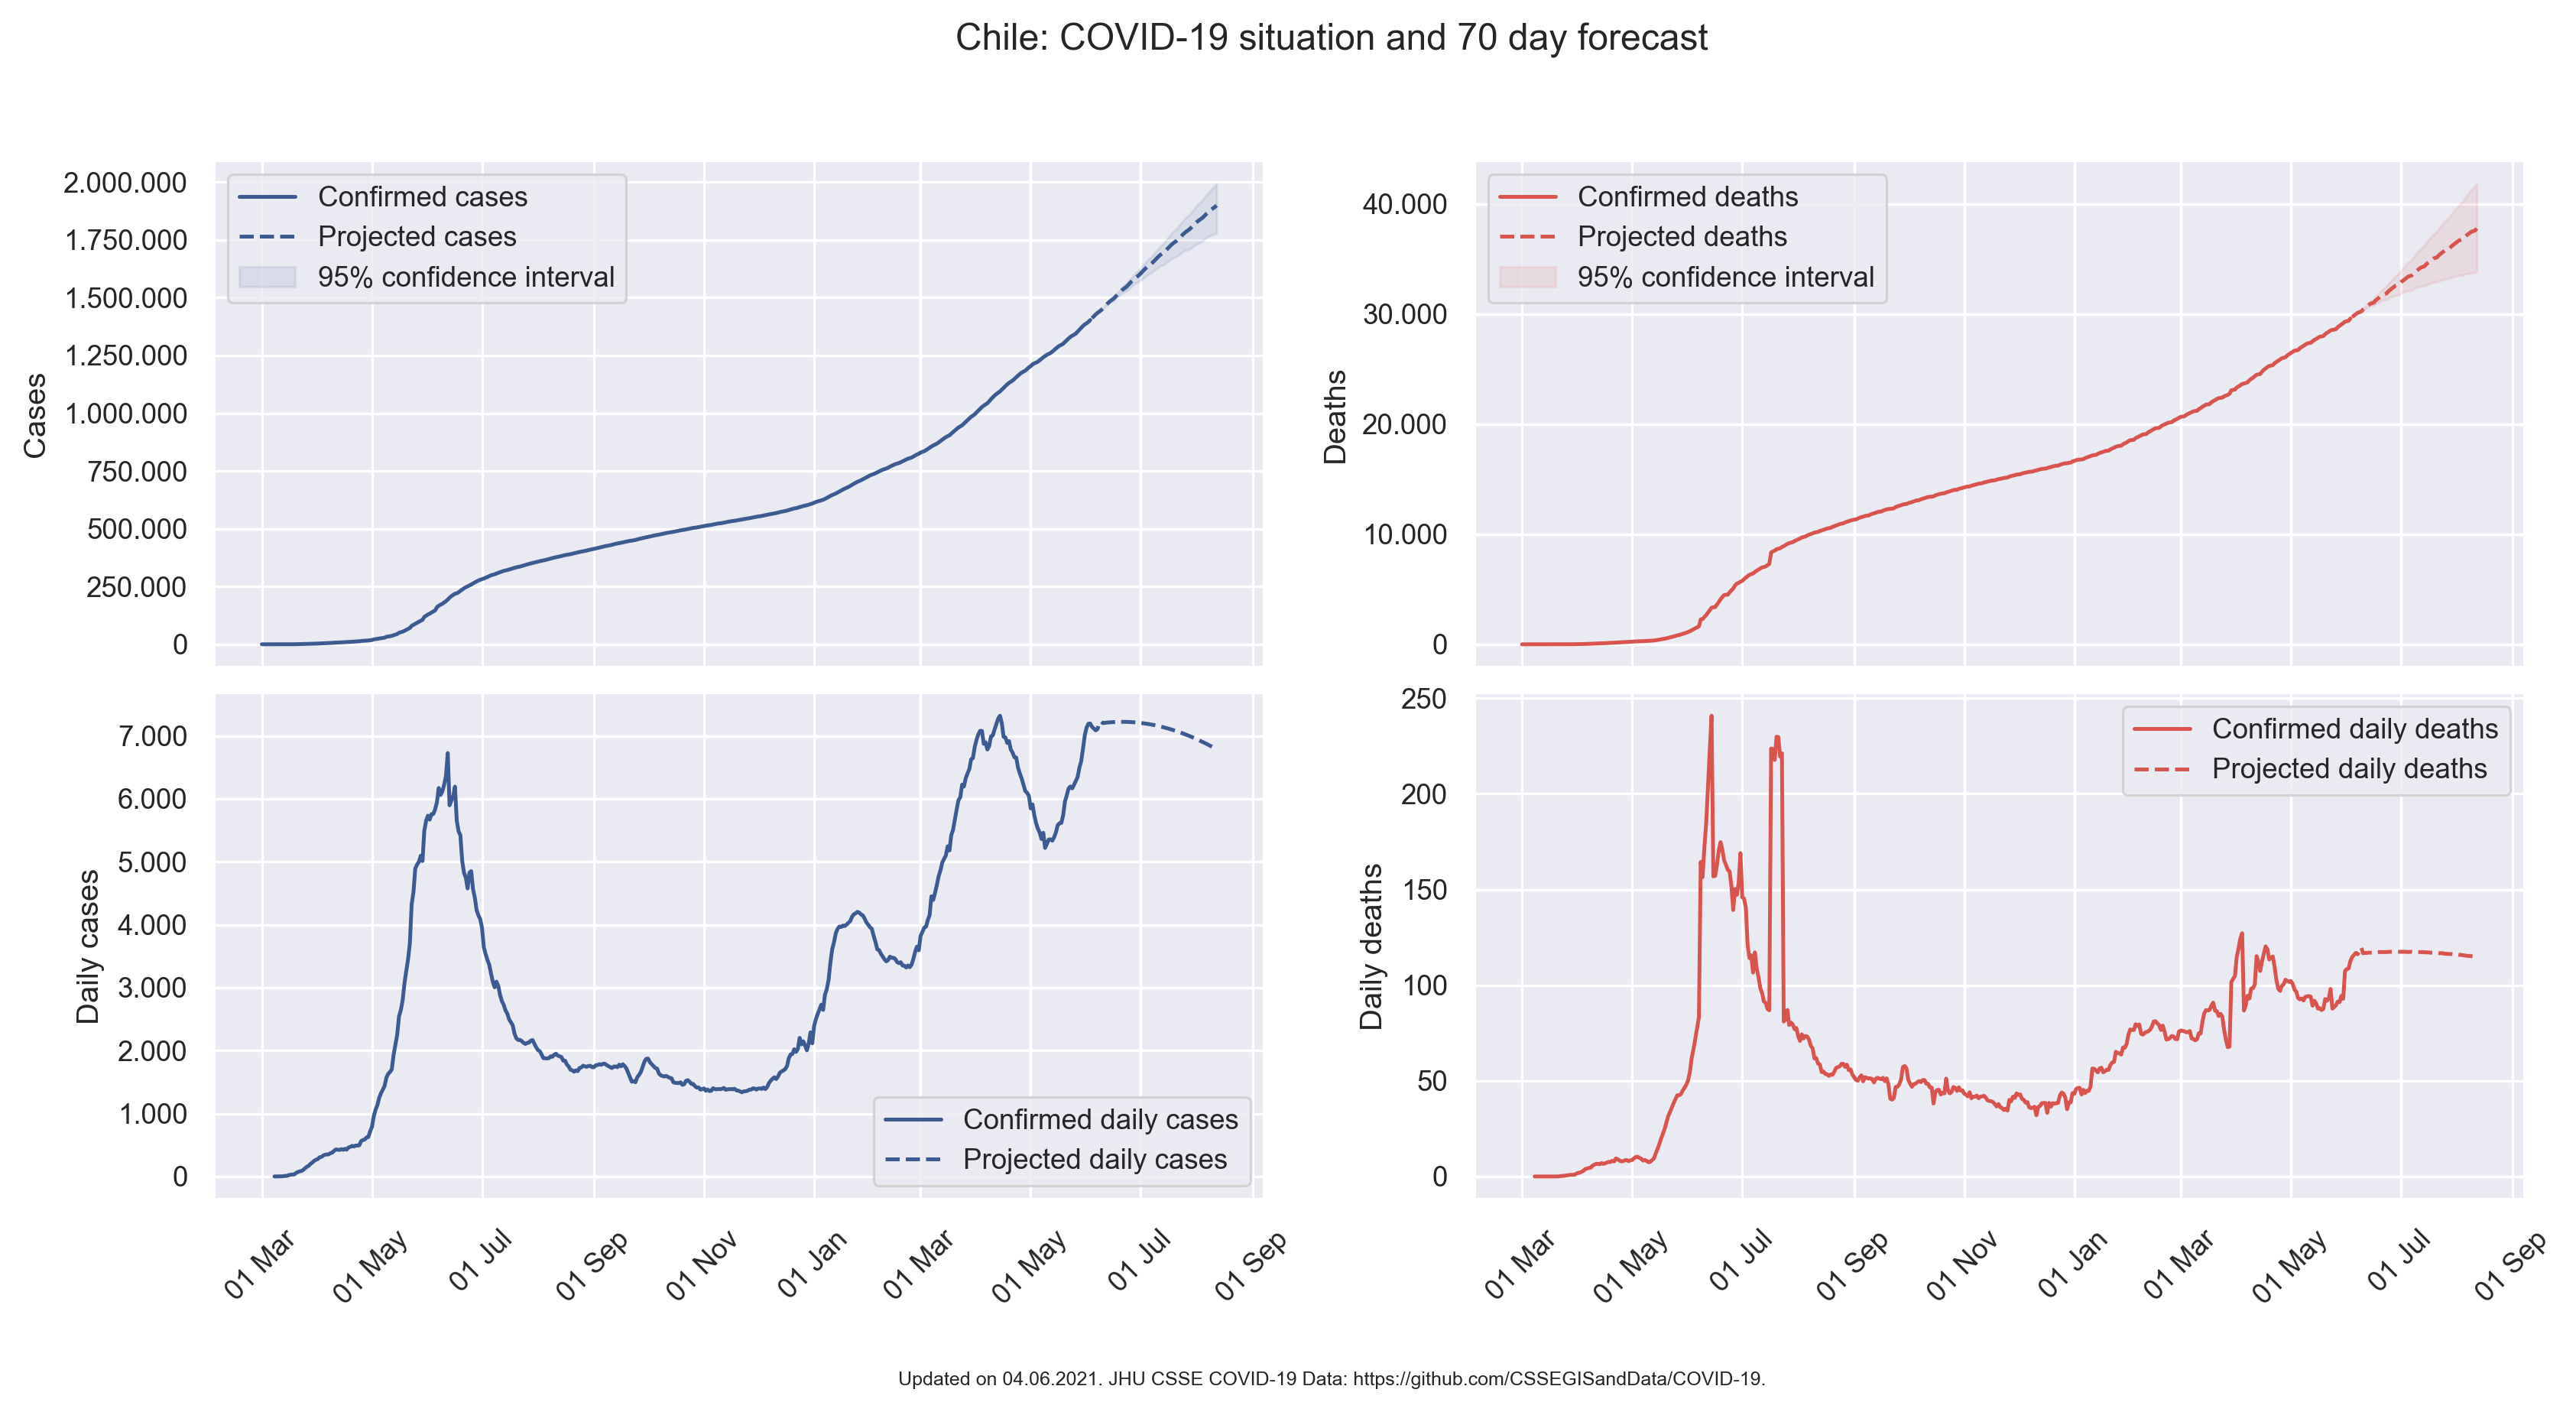 Chile: COVID-19 situation and 70 day forecast
2.000.000
1.750.000
1.500.000
1.250.000
1.000.000
750.000
500.000
250.000
0
Cases
Confirmed cases
Projected cases
95% confidence interval
40.000
30.000
20.000
10.000
0
Deaths
Confirmed deaths
Projected deaths
95% confidence interval
7.000
6.000
5.000
4.000
3.000
2.000
1.000
0
Daily cases
Confirmed daily cases
Projected daily cases
01 Mar
01 May
01 Jul
01 Sep
01 Nov
01 Jan
01 Mar
01 May
01 Jul
01 Sep
250
200
150
100
50
0
Daily deaths
Confirmed daily deaths
Projected daily deaths
01 Mar
01 May
01 Jul
01 Sep
01 Nov
01 Jan
01 Mar
01 May
01 Jul
01 Sep
Updated on 04.06.2021. JHU CSSE COVID-19 Data: https://github.com/CSSEGISandData/COVID-19.